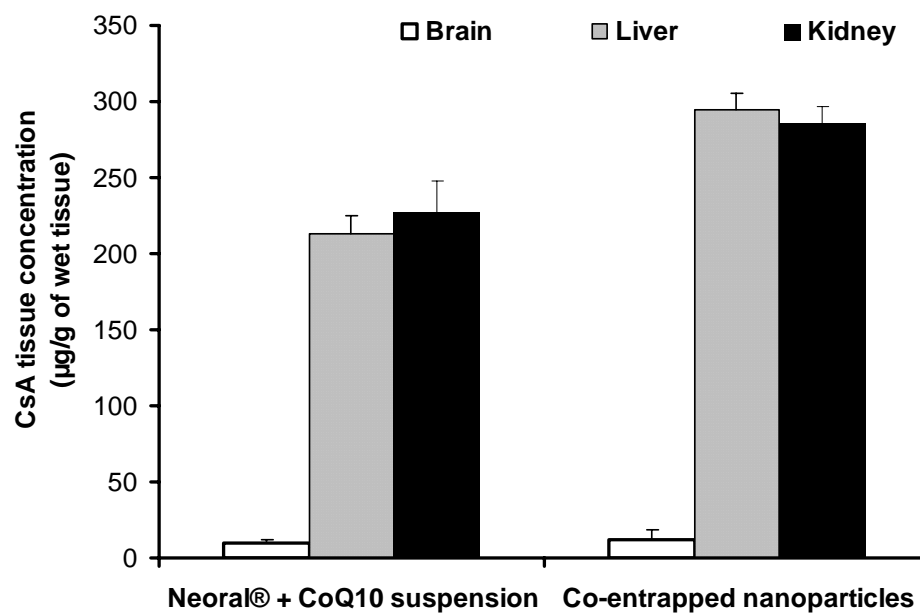 350
300
250
200
150
100
50
0
CsA tissue concentration
(µg/g of wet tissue)
Brain
Liver
Kidney
Neoral® + CoQ10 suspension
Co-entrapped nanoparticles